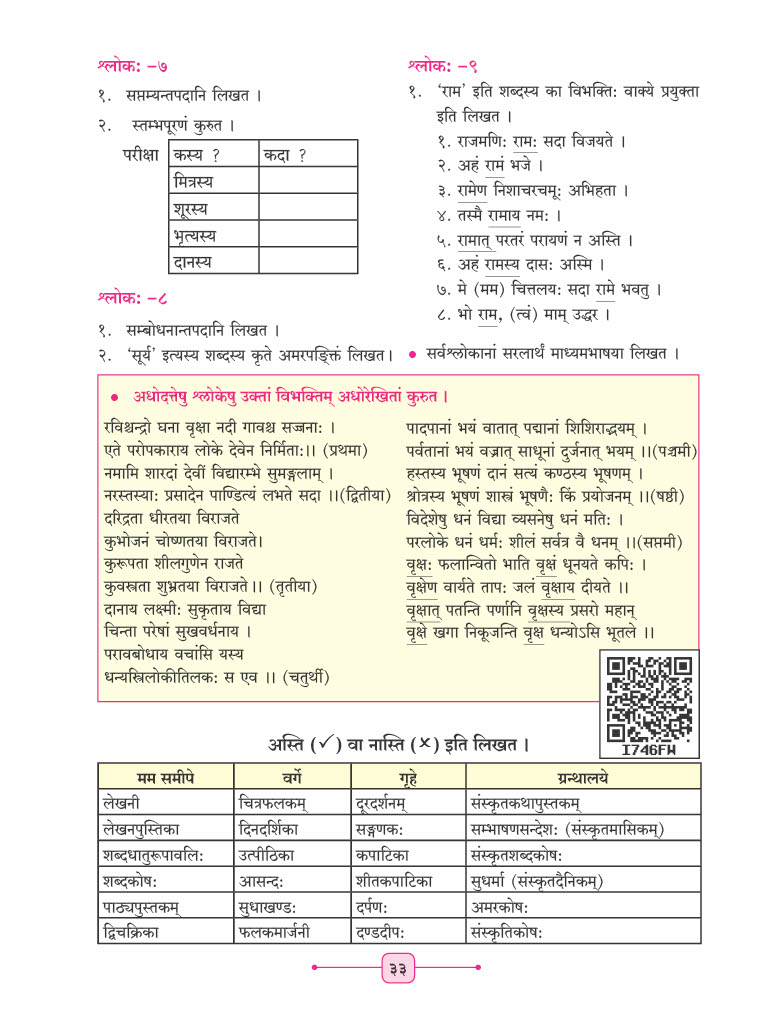 श्लोक: –७
१. सप्तम्यन्तपदानि लिखत ।
२. स्तम्भपूरणं कुरुत ।
परीक्षा कस्य ? कदा ?
मित्रस्य
शूरस्य
भृत्यस्य
दानस्य
श्लोक: –८
१. सम्बोधनान्तपदानि लिखत ।
२. ‘सूर्य’ इत्यस्य शब्दस्य कृते अमरपङ्क्तिं लिखत।
श्लोक: –९
१. ‘राम’ इति शब्दस्य का विभक्ति: वाक्ये प्रयुक्ता
इति लिखत ।
१. राजमणि: राम: सदा विजयते ।
२. अहं रामं भजे ।
३. रामेण निशाचरचमू: अभिहता ।
४. तस्मै रामाय नम: ।
५. रामात् परतरं परायणं न अस्ति ।
६. अहं रामस्य दास: अस्मि ।
७. मे (मम) चित्तलय: सदा रामे भवतु ।
८. भो राम, (त्वं) माम् उद्धर ।
● सर्वश्लोकानां सरलार्थं माध्यमभाषया लिखत ।
● अधोदत्तेषु श्लोकेषु उक्तां विभक्तिम् अधोरेखितां कुरुत ।
रविश्चन्द्रो घना वृक्षा नदी गावश्च सज्जना: ।
एते परोपकाराय लोके देवेन निर्मिता:।। (प्रथमा)
नमामि शारदां देवीं विद्यारम्भे सुमङ्गलाम् ।
नरस्तस्या: प्रसादेन पाण्डित्यं लभते सदा ।।(द्वितीया)
दरिद्रता धीरतया विराजते
कुभोजनं चोष्णतया विराजते।
कुरूपता शीलगुणेन राजते
कुवस्त्रता शुभ्रतया विराजते।। (तृतीया)
दानाय लक्ष्मी: सुकृताय विद्या
चिन्ता परेषां सुखवर्धनाय ।
परावबोधाय वचांसि यस्य
धन्यस्त्रिलोकीतिलक: स एव ।। (चतुर्थी)
पादपानां भयं वातात् पद्मानां शिशिराद्भयम् ।
पर्वतानां भयं वज्रात् साधूनां दुर्जनात् भयम् ।।(पञ्चमी)
हस्तस्य भूषणं दानं सत्यं कण्ठस्य भूषणम् ।
श्रोत्रस्य भूषणं शास्त्रं भूषणै: किं प्रयोजनम् ।।(षष्ठी)
विदेशेषु धनं विद्या व्यसनेषु धनं मति: ।
परलोके धनं धर्म: शीलं सर्वत्र वै धनम् ।।(सप्तमी)
वृक्ष: फलान्वितो भाति वृक्षं धूनयते कपि: ।
वृक्षेण वार्यते ताप: जलं वृक्षाय दीयते ।।
वृक्षात् पतन्ति पर्णानि वृक्षस्य प्रसरो महान्
वृक्षे खगा निकूजन्ति वृक्ष धन्योऽसि भूतले ।।
I746FW
अस्ति (✓) वा नास्ति (×) इति लिखत ।
मम समीपे वर्गे गृहे ग्रन्थालये
लेखनी चित्रफलकम् दूरदर्शनम् संस्कृतकथापुस्तकम्
लेखनपुस्तिका दिनदर्शिका सङ्गणक: सम्भाषणसन्देश: (संस्कृतमासिकम्)
शब्दधातुरूपावलि: उत्पीठिका कपाटिका संस्कृतशब्दकोष:
शब्दकोष: आसन्द: शीतकपाटिका सुधर्मा (संस्कृतदैनिकम्)
पाठ्यपुस्तकम् सुधाखण्ड: दर्पण: अमरकोष:
द्विचक्रिका फलकमार्जनी दण्डदीप: संस्कृतिकोष:
३३